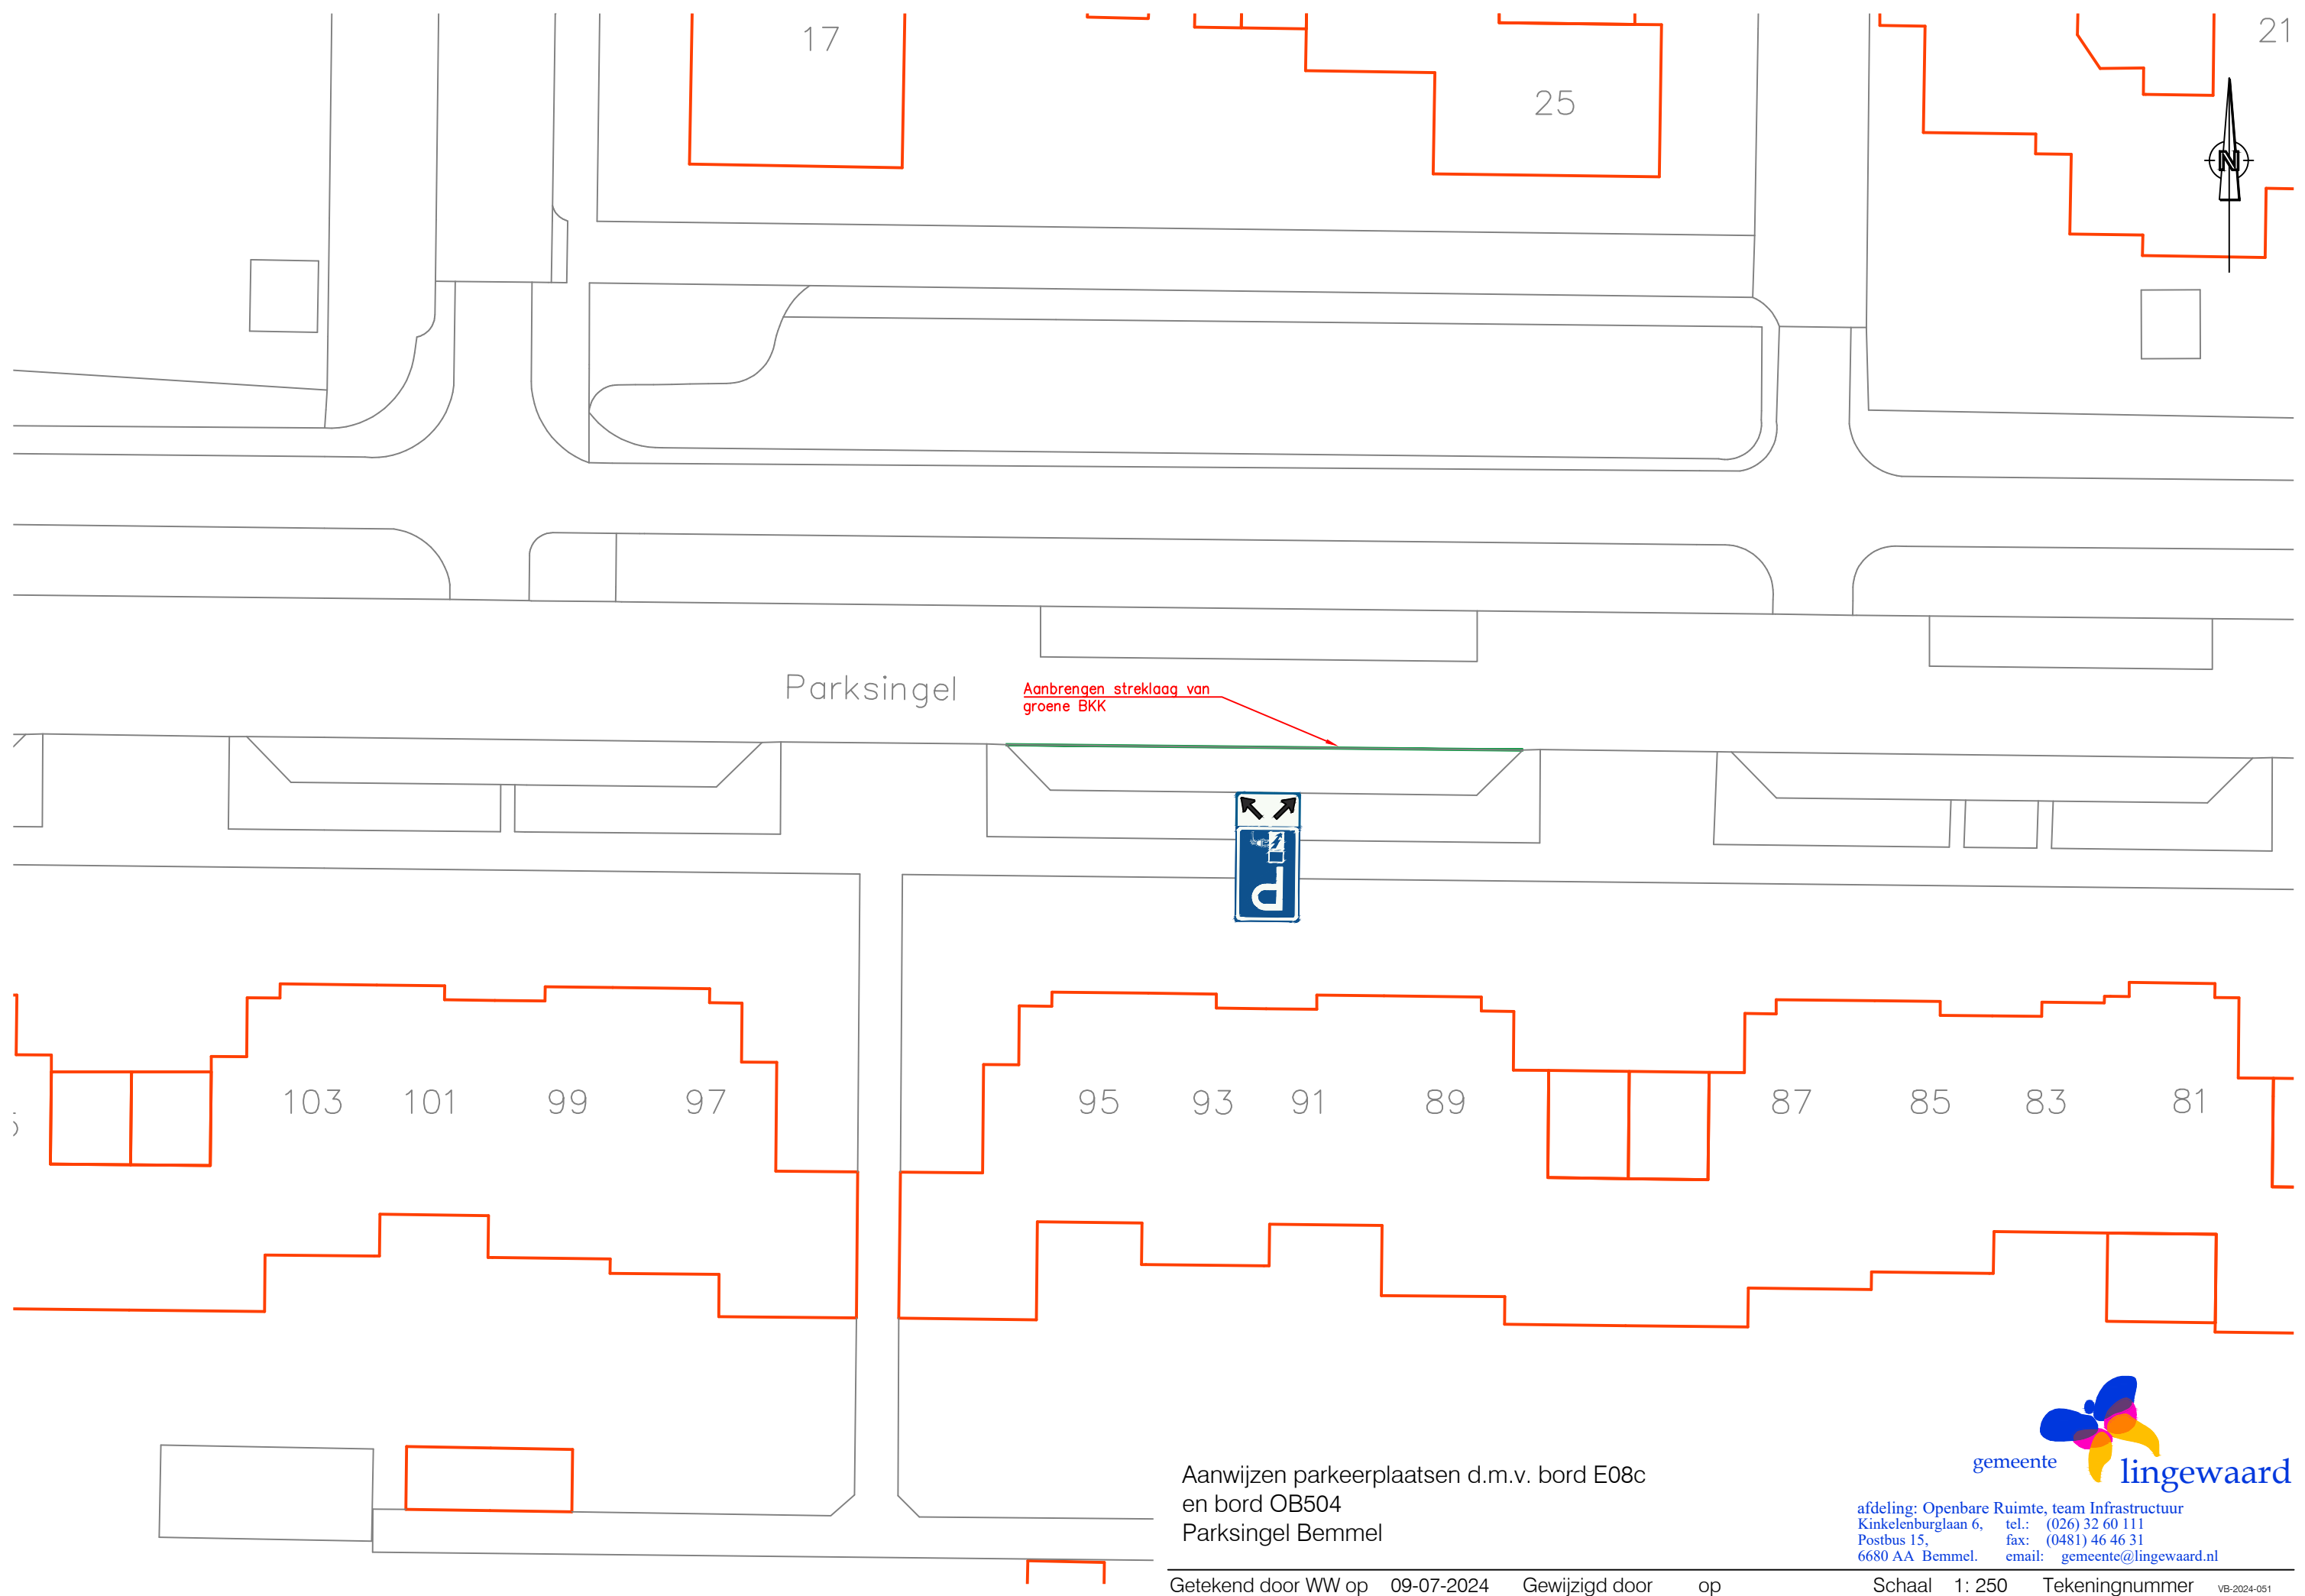 17
25
21
N
Parksingel
Aanbrengen streklaag van
groene BKK
P
103
101
99
97
95
93
91
89
87
85
83
81
gemeente
lingewaard
Aanwijzen parkeerplaatsen d.m.v. bord E08c
en bord OB504
Parksingel Bemmel
afdeling: Openbare Ruimte, team Infrastructuur
Kinkelenburglaan 6, tel.: (026) 32 60 111
Postbus 15, fax: (0481) 46 46 31
6680 AA Bemmel. email: gemeente@lingewaard.nl
Getekend door WW op 09-07-2024 Gewijzigd door op Schaal 1: 250 Tekeningnummer VB-2024-051